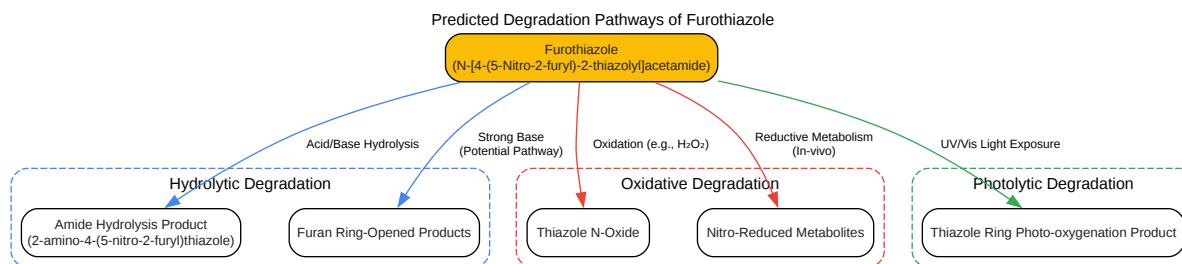 Predicted Degradation Pathways of Furothiazole
Furothiazole
(N-[4-(5-Nitro-2-furyl)-2-thiazolyl]acetamide)
Acid/Base Hydrolysis
Strong Base
(Potential Pathway)
Oxidation (e.g., H₂O₂)
Reductive Metabolism
(In-vivo)
UV/Vis Light Exposure
Hydrolytic Degradation
Oxidative Degradation
Photolytic Degradation
Amide Hydrolysis Product
(2-amino-4-(5-nitro-2-furyl)thiazole)
Furan Ring-Opened Products
Thiazole N-Oxide
Nitro-Reduced Metabolites
Thiazole Ring Photo-oxygenation Product